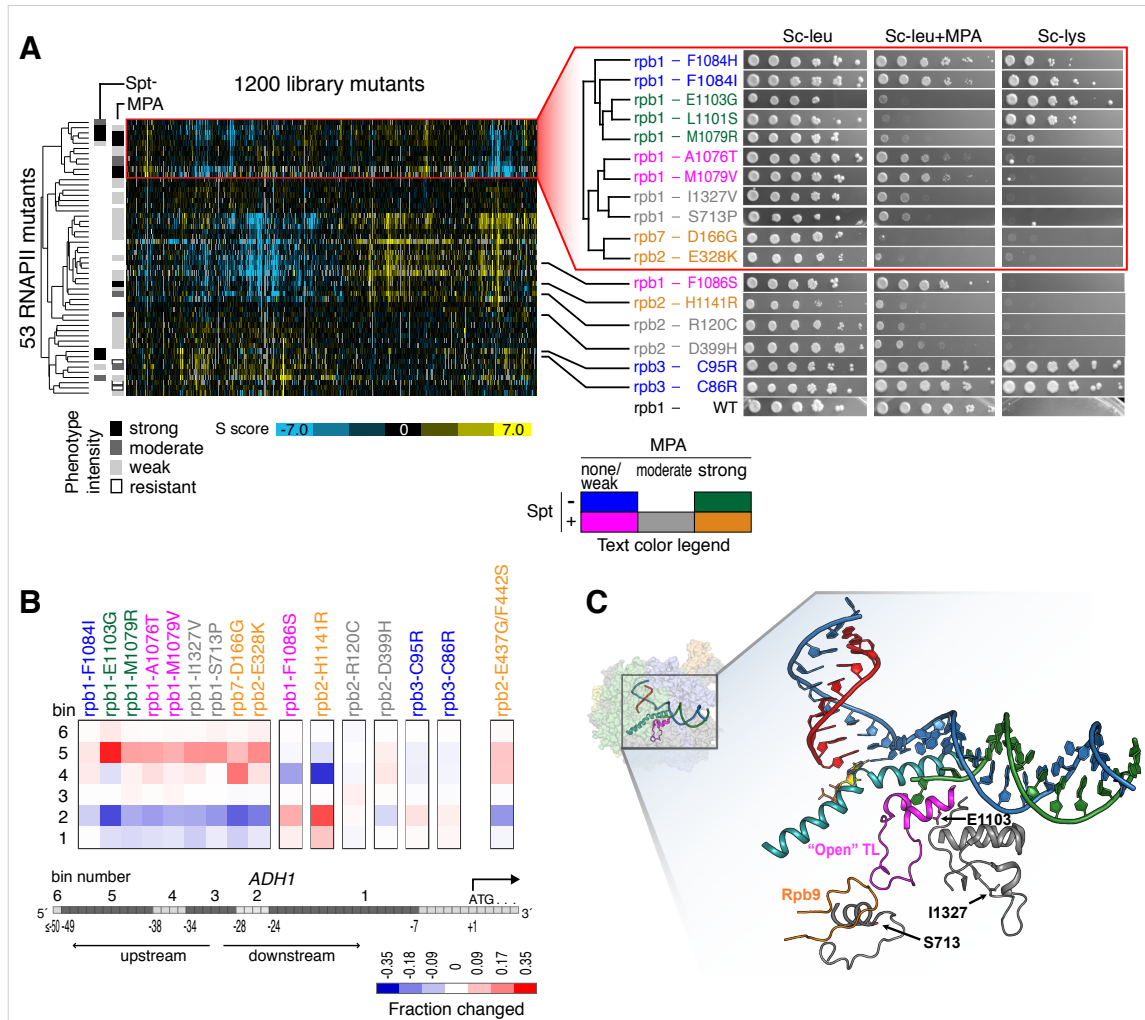 A
Sc-leu
Sc-leu+MPA
Sc-lys
Spt-
MPA
1200 library mutants
53 RNAPII mutants
rpb1 – F1084H
rpb1 – F1084I
rpb1 – E1103G
rpb1 – L1101S
rpb1 – M1079R
rpb1 – A1076T
rpb1 – M1079V
rpb1 – I1327V
rpb1 – S713P
rpb7 – D166G
rpb2 – E328K
rpb1 – F1086S
rpb2 – H1141R
rpb2 – R120C
rpb2 – D399H
rpb3 – C95R
rpb3 – C86R
rpb1 – WT
Phenotype
intensity
strong
moderate
weak
resistant
S score
-7.0
0
7.0
MPA
none/
weak
moderate
strong
Spt
-
+
Text color legend
B
rpb1-F1084I
rpb1-E1103G
rpb1-M1079R
rpb1-A1076T
rpb1-M1079V
rpb1-I1327V
rpb1-S713P
rpb7-D166G
rpb2-E328K
rpb1-F1086S
rpb2-H1141R
rpb2-R120C
rpb2-D399H
rpb3-C95R
rpb3-C86R
rpb2-E437G/F442S
bin
6
5
4
3
2
1
bin number
ADH1
6 5 4 3 2 1
ATG...
5´
3´
≤-50 -49 -38 -34 -28 -24 -7 +1
upstream
downstream
-0.35 -0.18 -0.09 0 0.09 0.17 0.35
Fraction changed
C
E1103
"Open" TL
Rpb9
I1327
S713